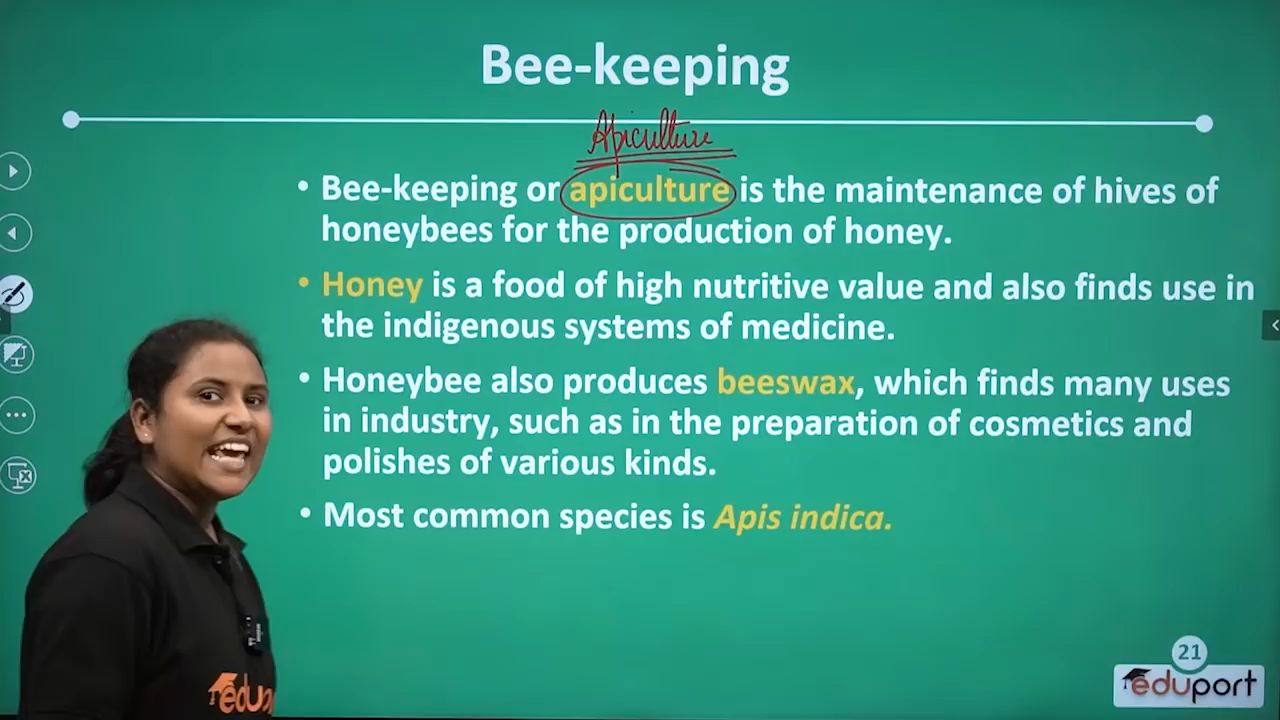 Bee-keeping
Apiculture
• Bee-keeping or apiculture is the maintenance of hives of
honeybees for the production of honey.
• Honey is a food of high nutritive value and also finds use in
the indigenous systems of medicine.
• Honeybee also produces beeswax, which finds many uses
in industry, such as in the preparation of cosmetics and
polishes of various kinds.
• Most common species is Apis indica.
21
eduport
edup